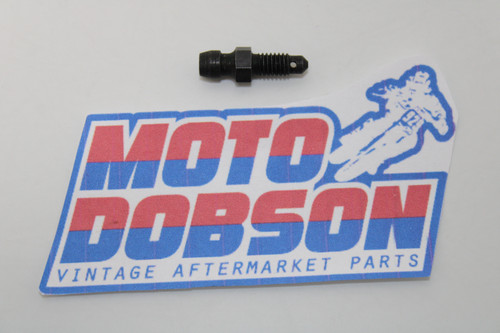 MOTO
DOBSON
VINTAGE AFTERMARKET PARTS